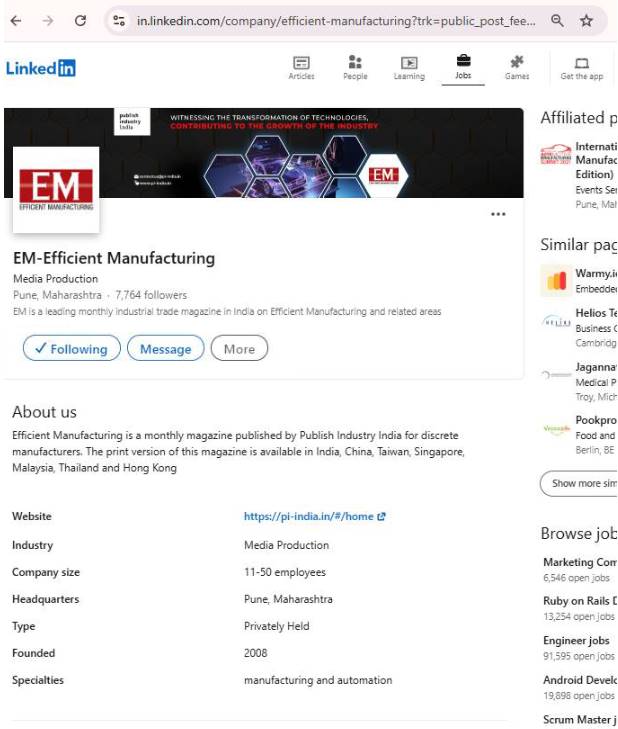 in.linkedin.com/company/efficient-manufacturing?trk=public_post_fee...
Linked in
Articles
People
Learning
Jobs
Games
Get the app
publish
industry
India
WITNESSING THE TRANSFORMATION OF TECHNOLOGIES,
CONTRIBUTING TO THE GROWTH OF THE INDUSTRY
EM
EM
EFFICIENT MANUFACTURING
EM-Efficient Manufacturing
Media Production
Pune, Maharashtra · 7,764 followers
EM is a leading monthly industrial trade magazine in India on Efficient Manufacturing and related areas
Following
Message
More
About us
Efficient Manufacturing is a monthly magazine published by Publish Industry India for discrete
manufacturers. The print version of this magazine is available in India, China, Taiwan, Singapore,
Malaysia, Thailand and Hong Kong
Website https://pi-india.in/#/home
Industry Media Production
Company size 11-50 employees
Headquarters Pune, Maharashtra
Type Privately Held
Founded 2008
Specialties manufacturing and automation
Affiliated p
Internati
Manufac
Edition)
Events Ser
Pune, Mah
Similar pag
Warmy.i
Embedded
Helios Te
Business C
Cambridg
Jagannat
Medical P
Troy, Mich
Pookpro
Food and
Berlin, BE
Show more sim
Browse job
Marketing Com
6,546 open jobs
Ruby on Rails D
13,254 open jobs
Engineer jobs
91,595 open jobs
Android Develo
19,898 open jobs
Scrum Master j